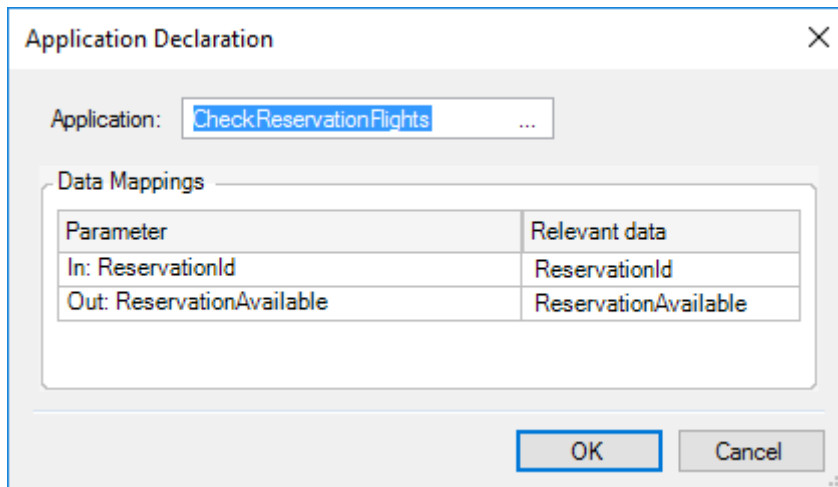 Application Declaration
Application: CheckReservationFlights ...
Data Mappings
Parameter Relevant data
In: ReservationId ReservationId
Out: ReservationAvailable ReservationAvailable
OK Cancel